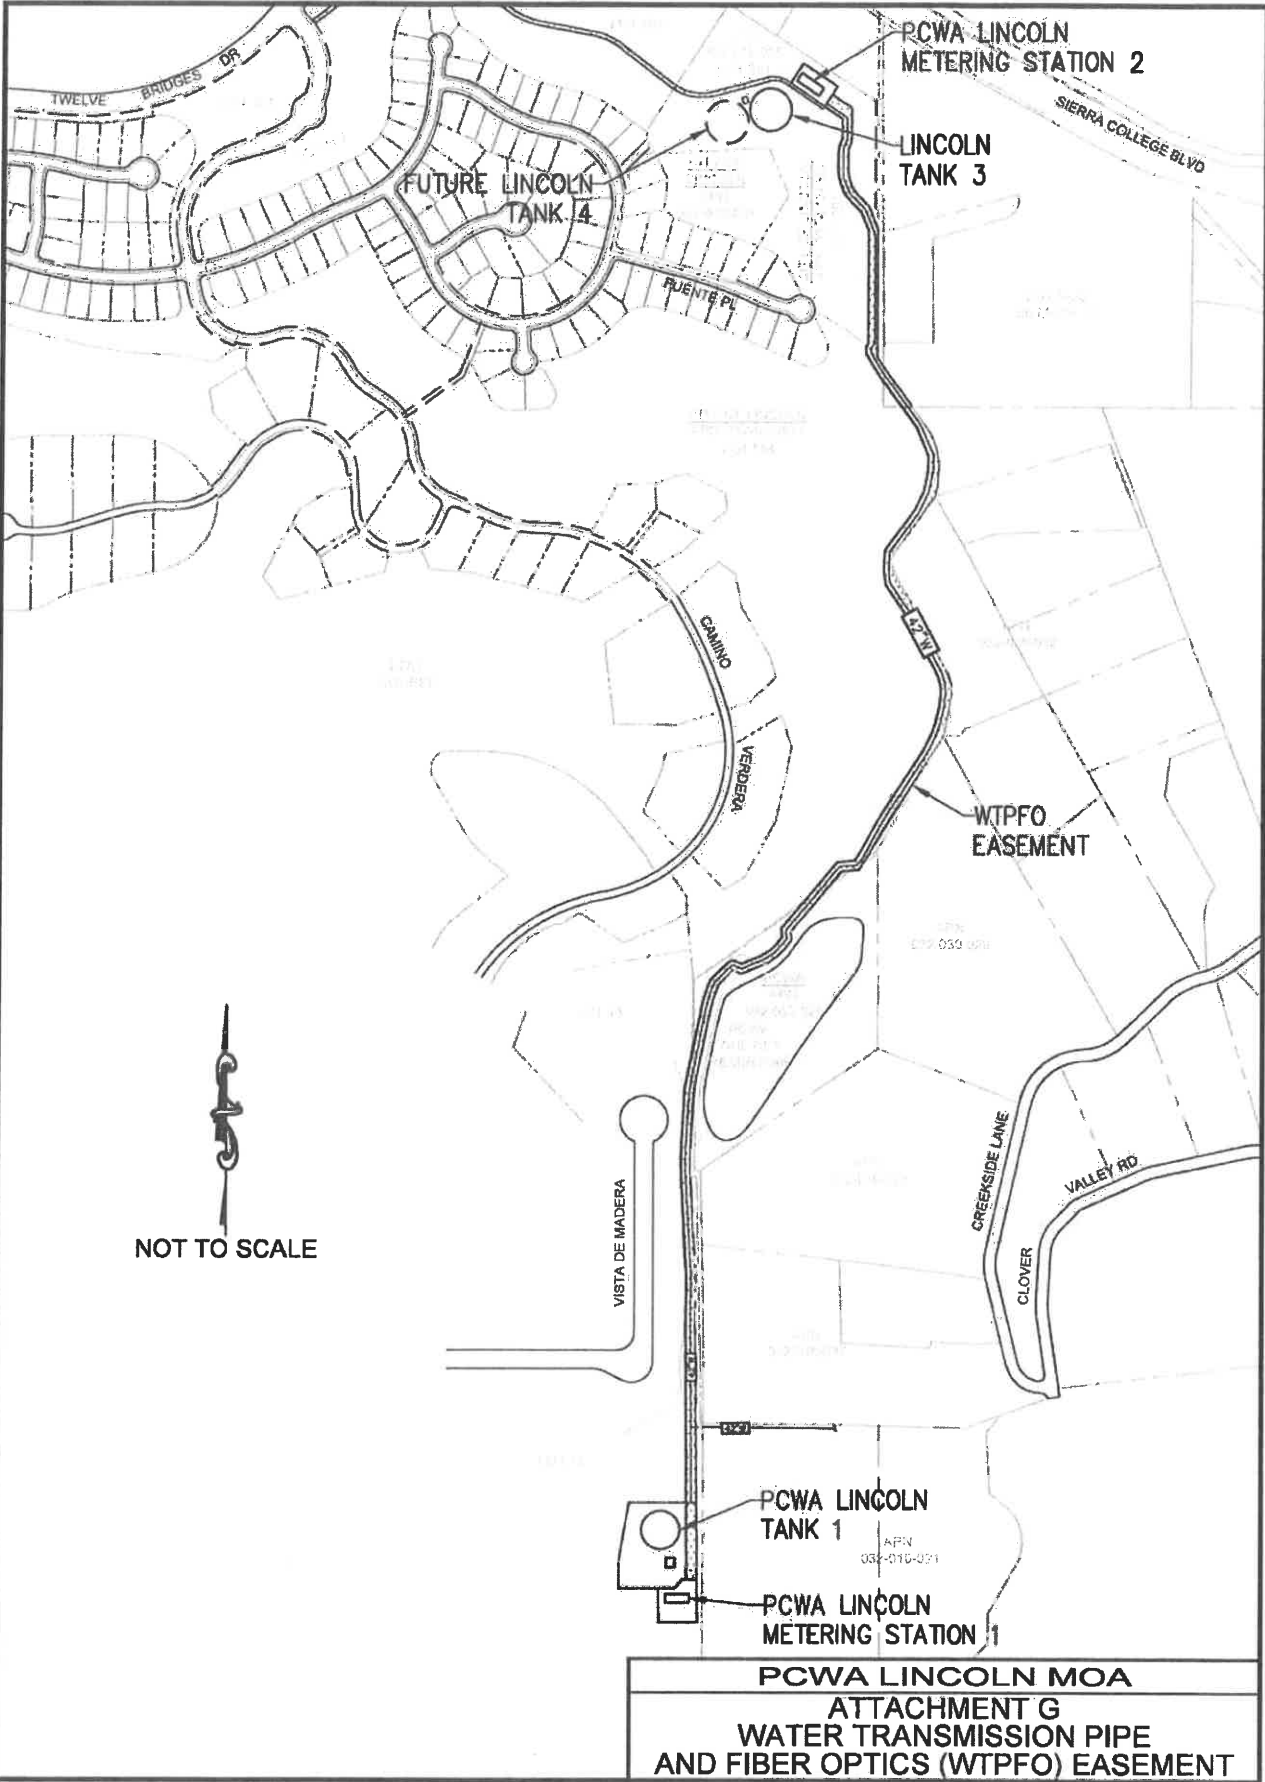 PCWA LINCOLN
METERING STATION 2
TWELVE BRIDGES DR
SIERRA COLLEGE BLVD
LINCOLN
TANK 3
FUTURE LINCOLN
TANK 4
FUENTE PL
42"W
CAMINO
VERDERA
WTPFO
EASEMENT
CREEKSIDE LANE
VALLEY RD
CLOVER
VISTA DE MADERA
NOT TO SCALE
PCWA LINCOLN
TANK 1
APN
PCWA LINCOLN
METERING STATION 1
PCWA LINCOLN MOA
ATTACHMENT G
WATER TRANSMISSION PIPE
AND FIBER OPTICS (WTPFO) EASEMENT